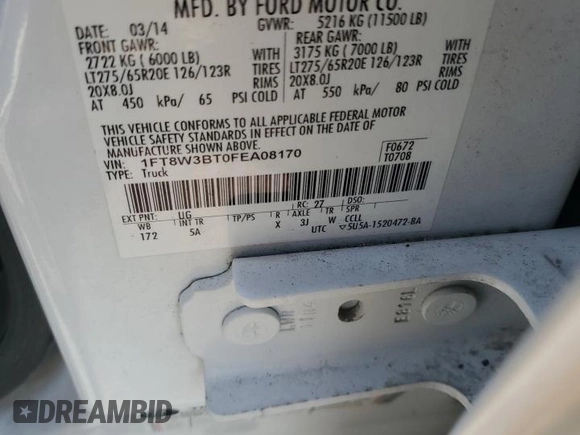 MFD. BY FORD MOTOR CO.
DATE: 03/14 GVWR: 5216 KG (11500 LB)
FRONT GAWR: REAR GAWR:
2722 KG ( 6000 LB) WITH 3175 KG ( 7000 LB) WITH
LT275/65R20E 126/123R TIRES LT275/65R20E 126/123R TIRES
20X8.0J RIMS 20X8.0J RIMS
AT 450 kPa/ 65 PSI COLD AT 550 kPa/ 80 PSI COLD
THIS VEHICLE CONFORMS TO ALL APPLICABLE FEDERAL MOTOR
VEHICLE SAFETY STANDARDS IN EFFECT ON THE DATE OF
MANUFACTURE SHOWN ABOVE.
VIN: 1FT8W3BT0FEA08170 F0672
TYPE: Truck T0708
EXT PNT: UG RC: 27 DSO:
WB INT TR TP/PS R AXLE TR SPR
172 5A X 3J W CCLL
UTC ▽5U5A-1520472-BA
LWR
1184
E816L
DREAMBID